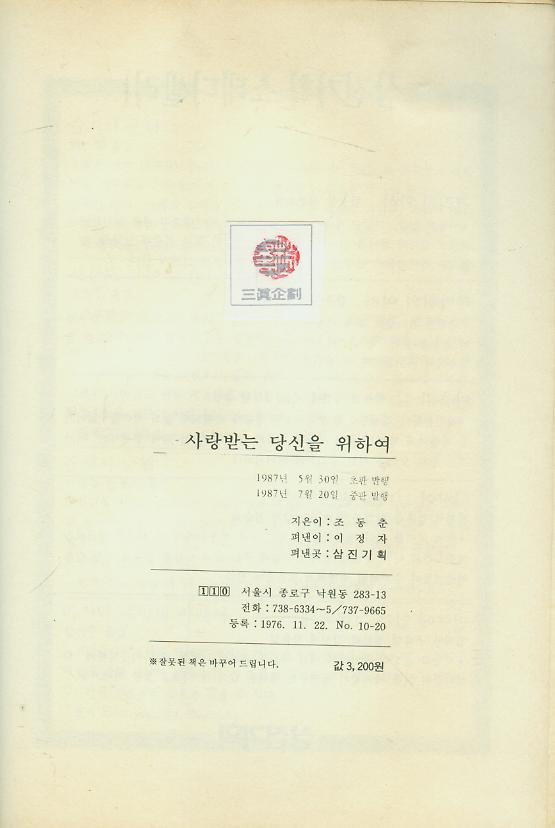 三眞企劃
사랑받는 당신을 위하여
1987년 5월 30일 초판 발행
1987년 7월 20일 중판 발행
지은이 : 조 동 춘
펴낸이 : 이 정 자
펴낸곳 : 삼진기획
110 서울시 종로구 낙원동 283-13
전화 : 738-6334~5/737-9665
등록 : 1976. 11. 22. No. 10-20
※잘못된 책은 바꾸어 드립니다.
값 3,200원